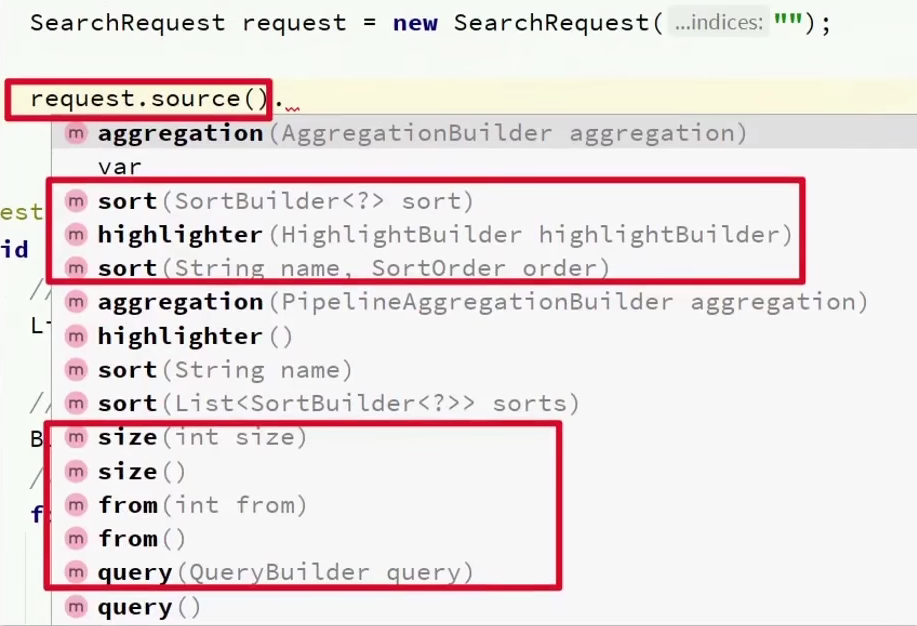 SearchRequest request = new SearchRequest( ...indices: "");
request.source().
m aggregation(AggregationBuilder aggregation)
var
m sort(SortBuilder<?> sort)
est
m highlighter(HighlightBuilder highlightBuilder)
id
m sort(String name, SortOrder order)
//
m aggregation(PipelineAggregationBuilder aggregation)
m highlighter()
m sort(String name)
//
m sort(List<SortBuilder<?>> sorts)
B
m size(int size)
/
m size()
f
m from(int from)
m from()
m query(QueryBuilder query)
m query()